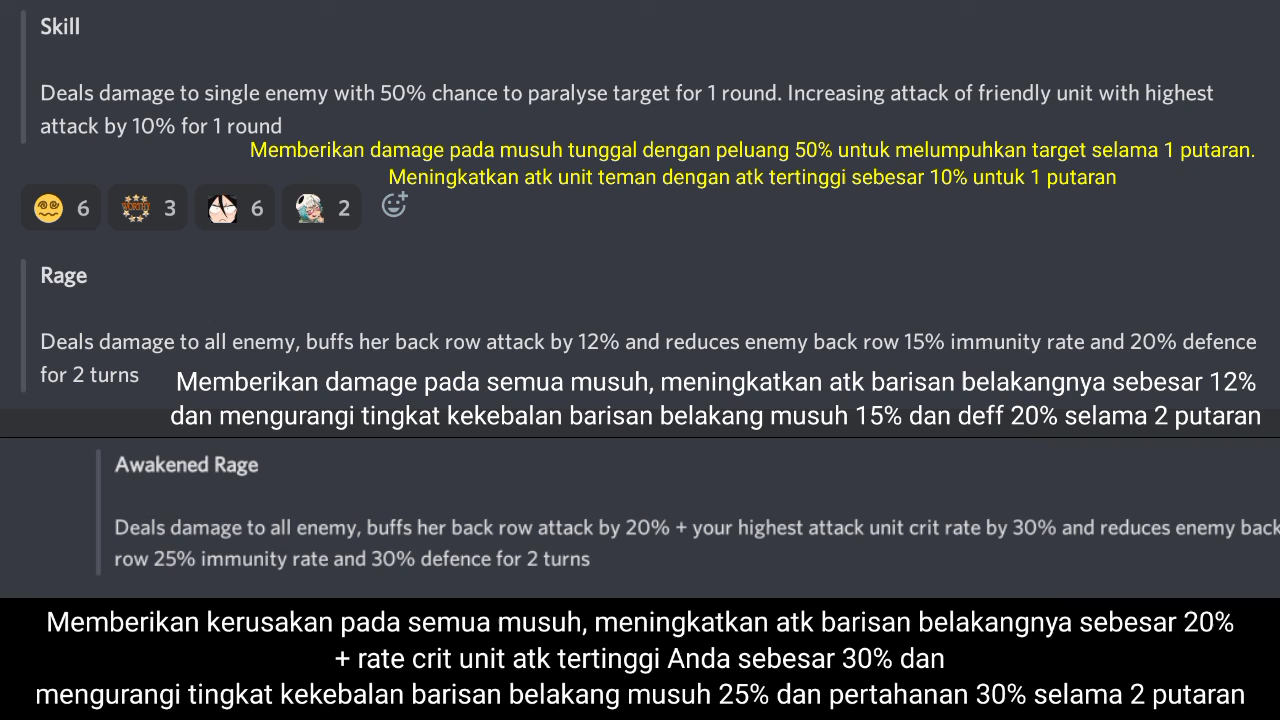 Skill
Deals damage to single enemy with 50% chance to paralyse target for 1 round. Increasing attack of friendly unit with highest
attack by 10% for 1 round
Memberikan damage pada musuh tunggal dengan peluang 50% untuk melumpuhkan target selama 1 putaran.
Meningkatkan atk unit teman dengan atk tertinggi sebesar 10% untuk 1 putaran
6 3 6 2
Rage
Deals damage to all enemy, buffs her back row attack by 12% and reduces enemy back row 15% immunity rate and 20% defence
for 2 turns
Memberikan damage pada semua musuh, meningkatkan atk barisan belakangnya sebesar 12%
dan mengurangi tingkat kekebalan barisan belakang musuh 15% dan deff 20% selama 2 putaran
Awakened Rage
Deals damage to all enemy, buffs her back row attack by 20% + your highest attack unit crit rate by 30% and reduces enemy back
row 25% immunity rate and 30% defence for 2 turns
Memberikan kerusakan pada semua musuh, meningkatkan atk barisan belakangnya sebesar 20%
+ rate crit unit atk tertinggi Anda sebesar 30% dan
mengurangi tingkat kekebalan barisan belakang musuh 25% dan pertahanan 30% selama 2 putaran